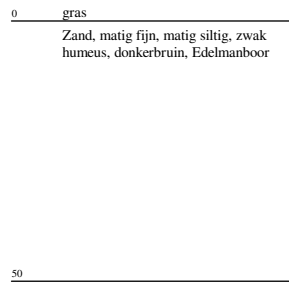 0 gras
Zand, matig fijn, matig siltig, zwak
humeus, donkerbruin, Edelmanboor
50